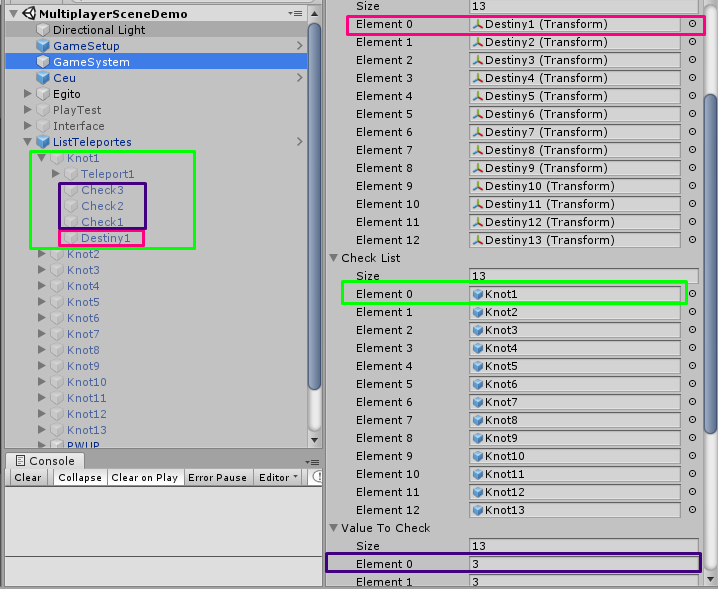 MultiplayerSceneDemo
Directional Light
GameSetup
GameSystem
Ceu
Egito
PlayTest
Interface
ListTeleportes
Knot1
Teleport1
Check3
Check2
Check1
Destiny1
Knot2
Knot3
Knot4
Knot5
Knot6
Knot7
Knot8
Knot9
Knot10
Knot11
Knot12
Knot13
PWUP
Console
Clear Collapse Clear on Play Error Pause Editor
Size 13
Element 0 Destiny1 (Transform)
Element 1 Destiny2 (Transform)
Element 2 Destiny3 (Transform)
Element 3 Destiny4 (Transform)
Element 4 Destiny5 (Transform)
Element 5 Destiny6 (Transform)
Element 6 Destiny7 (Transform)
Element 7 Destiny8 (Transform)
Element 8 Destiny9 (Transform)
Element 9 Destiny10 (Transform)
Element 10 Destiny11 (Transform)
Element 11 Destiny12 (Transform)
Element 12 Destiny13 (Transform)
Check List
Size 13
Element 0 Knot1
Element 1 Knot2
Element 2 Knot3
Element 3 Knot4
Element 4 Knot5
Element 5 Knot6
Element 6 Knot7
Element 7 Knot8
Element 8 Knot9
Element 9 Knot10
Element 10 Knot11
Element 11 Knot12
Element 12 Knot13
Value To Check
Size 13
Element 0 3
Element 1 3